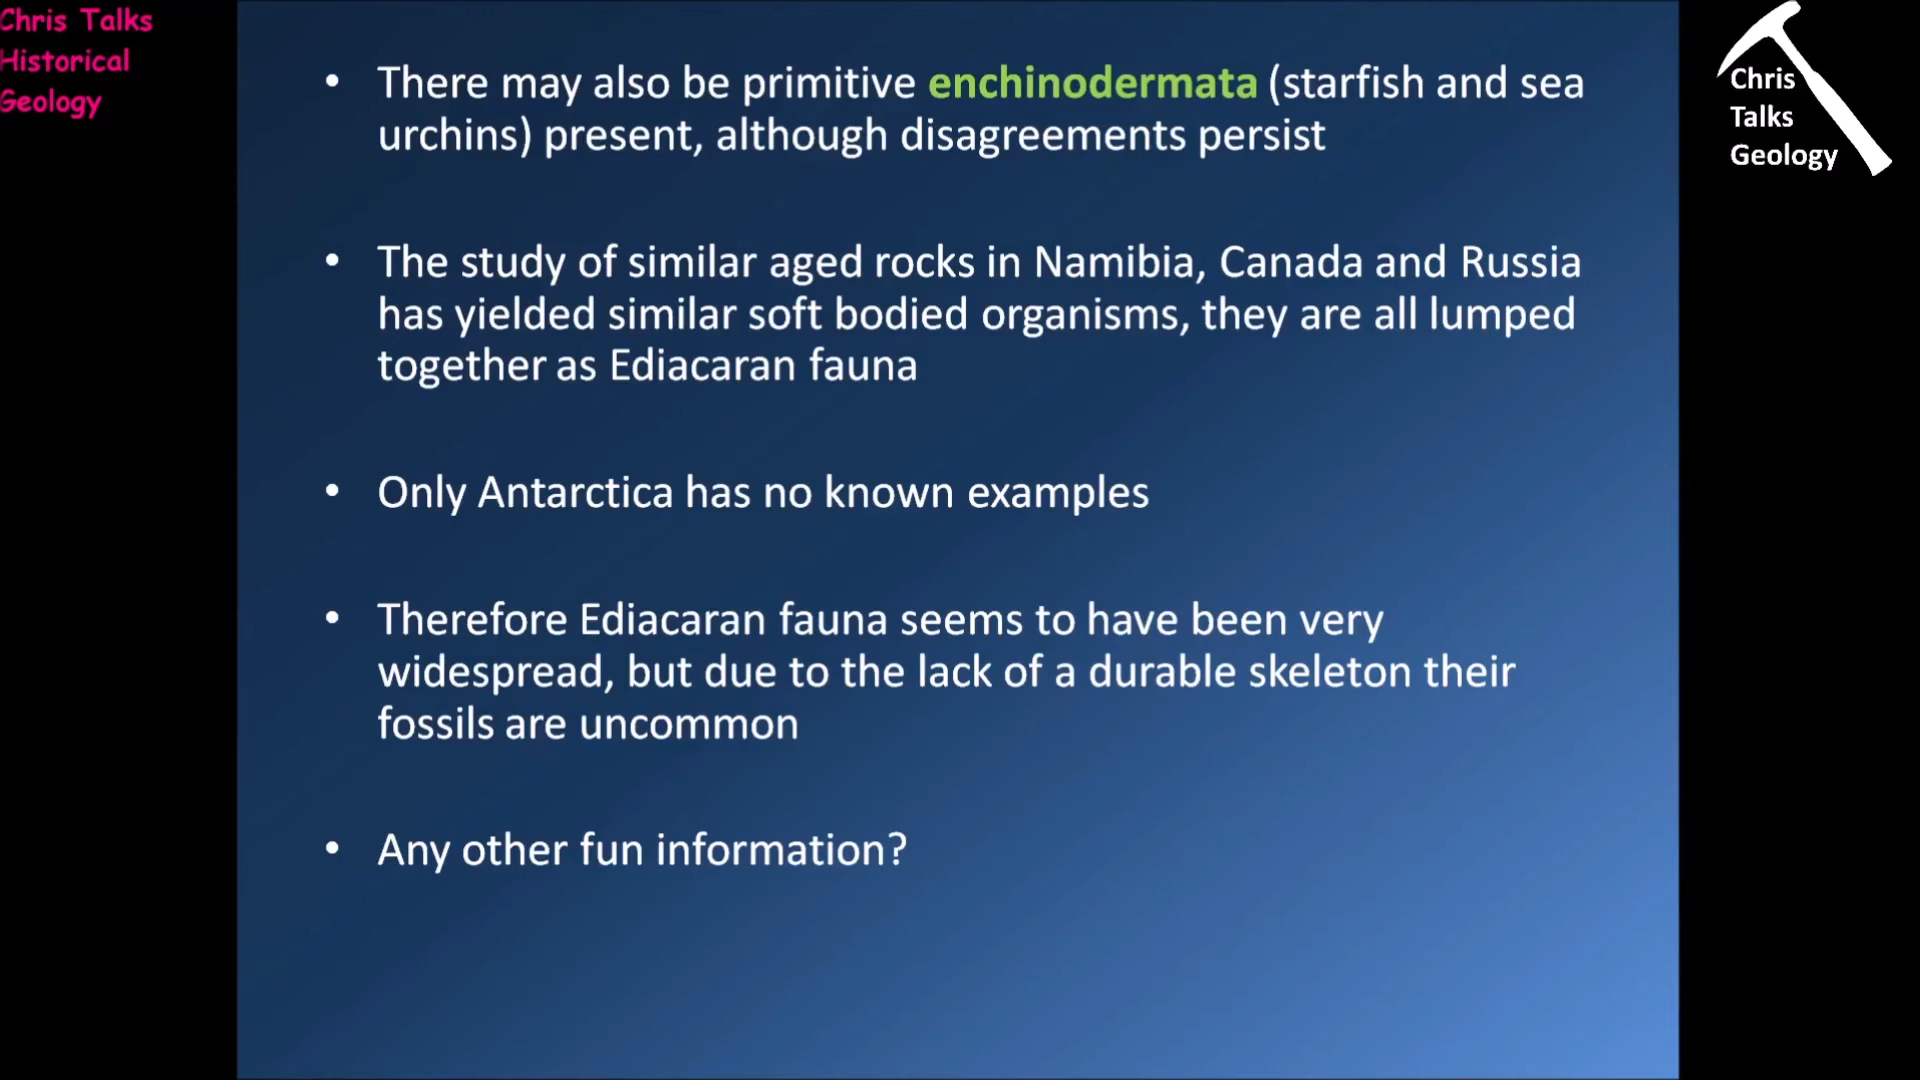 Chris Talks
Historical
Geology
• There may also be primitive enchinodermata (starfish and sea
urchins) present, although disagreements persist
• The study of similar aged rocks in Namibia, Canada and Russia
has yielded similar soft bodied organisms, they are all lumped
together as Ediacaran fauna
• Only Antarctica has no known examples
• Therefore Ediacaran fauna seems to have been very
widespread, but due to the lack of a durable skeleton their
fossils are uncommon
• Any other fun information?
Chris
Talks
Geology